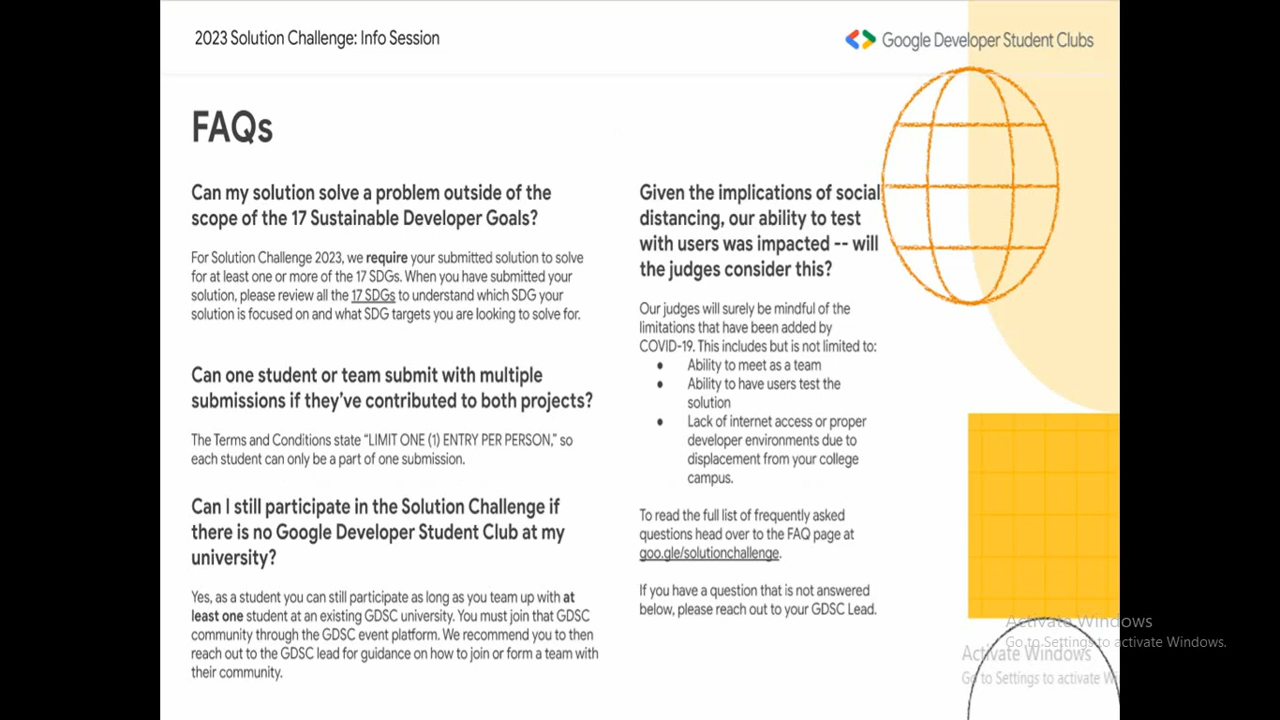 2023 Solution Challenge: Info Session
Google Developer Student Clubs
FAQs
Can my solution solve a problem outside of the
scope of the 17 Sustainable Developer Goals?
For Solution Challenge 2023, we require your submitted solution to solve
for at least one or more of the 17 SDGs. When you have submitted your
solution, please review all the 17 SDGs to understand which SDG your
solution is focused on and what SDG targets you are looking to solve for.
Can one student or team submit with multiple
submissions if they've contributed to both projects?
The Terms and Conditions state “LIMIT ONE (1) ENTRY PER PERSON,” so
each student can only be a part of one submission.
Can I still participate in the Solution Challenge if
there is no Google Developer Student Club at my
university?
Yes, as a student you can still participate as long as you team up with at
least one student at an existing GDSC university. You must join that GDSC
community through the GDSC event platform. We recommend you to then
reach out to the GDSC lead for guidance on how to join or form a team with
their community.
Given the implications of social
distancing, our ability to test
with users was impacted -- will
the judges consider this?
Our judges will surely be mindful of the
limitations that have been added by
COVID-19. This includes but is not limited to:
● Ability to meet as a team
● Ability to have users test the
solution
● Lack of internet access or proper
developer environments due to
displacement from your college
campus.
To read the full list of frequently asked
questions head over to the FAQ page at
goo.gle/solutionchallenge.
If you have a question that is not answered
below, please reach out to your GDSC Lead.
Activate Windows
Go to Settings to activate Windows.
Activate Windows
Go to Settings to activate